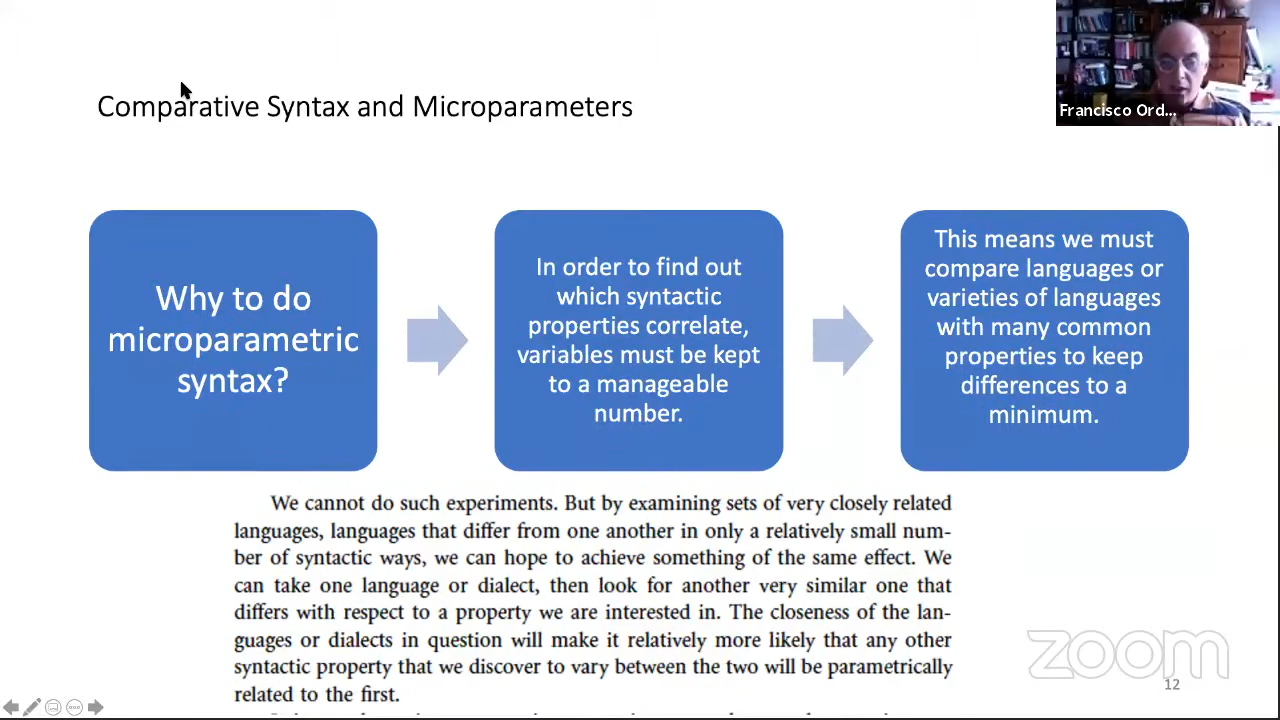 Francisco Ord...
Comparative Syntax and Microparameters
Why to do
microparametric
syntax?
In order to find out
which syntactic
properties correlate,
variables must be kept
to a manageable
number.
This means we must
compare languages or
varieties of languages
with many common
properties to keep
differences to a
minimum.
We cannot do such experiments. But by examining sets of very closely related
languages, languages that differ from one another in only a relatively small num-
ber of syntactic ways, we can hope to achieve something of the same effect. We
can take one language or dialect, then look for another very similar one that
differs with respect to a property we are interested in. The closeness of the lan-
guages or dialects in question will make it relatively more likely that any other
syntactic property that we discover to vary between the two will be parametrically
related to the first.
zoom
12